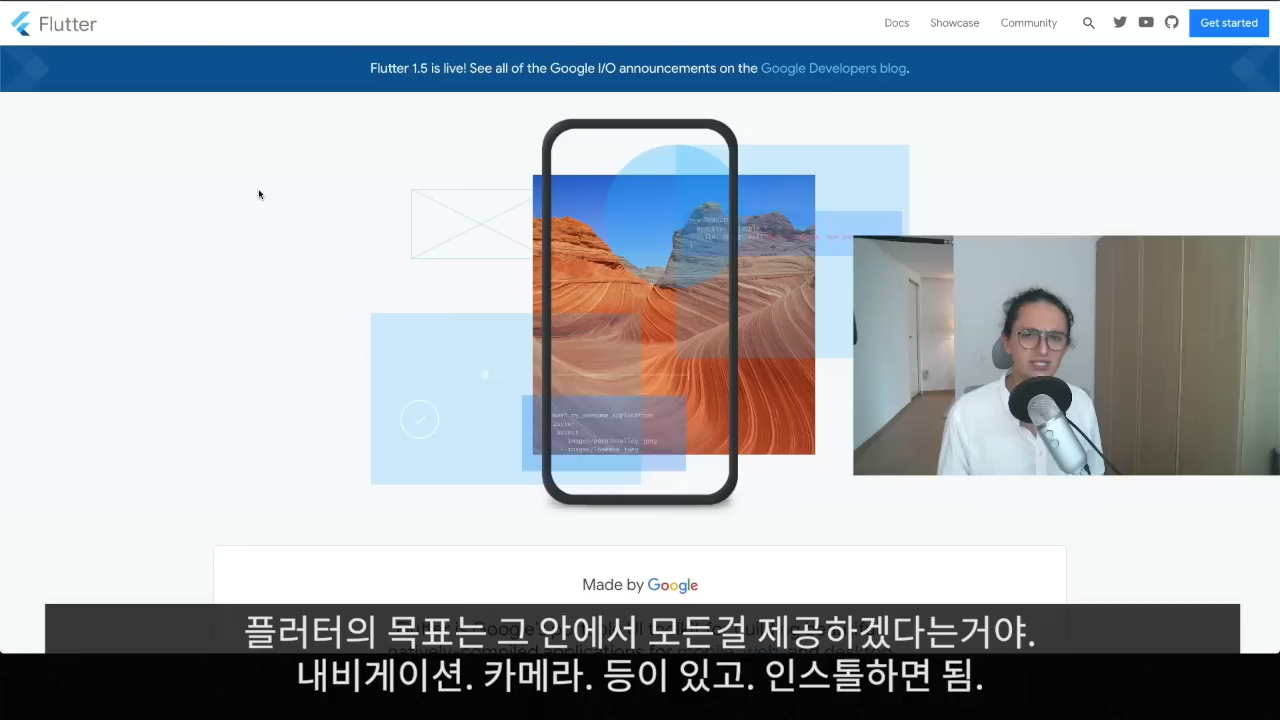 Flutter
Docs
Showcase
Community
Get started
Flutter 1.5 is live! See all of the Google I/O announcements on the Google Developers blog.
Made by Google
플러터의 목표는 그 안에서 모든걸 제공하겠다는거야.
내비게이션. 카메라. 등이 있고. 인스톨하면 됨.